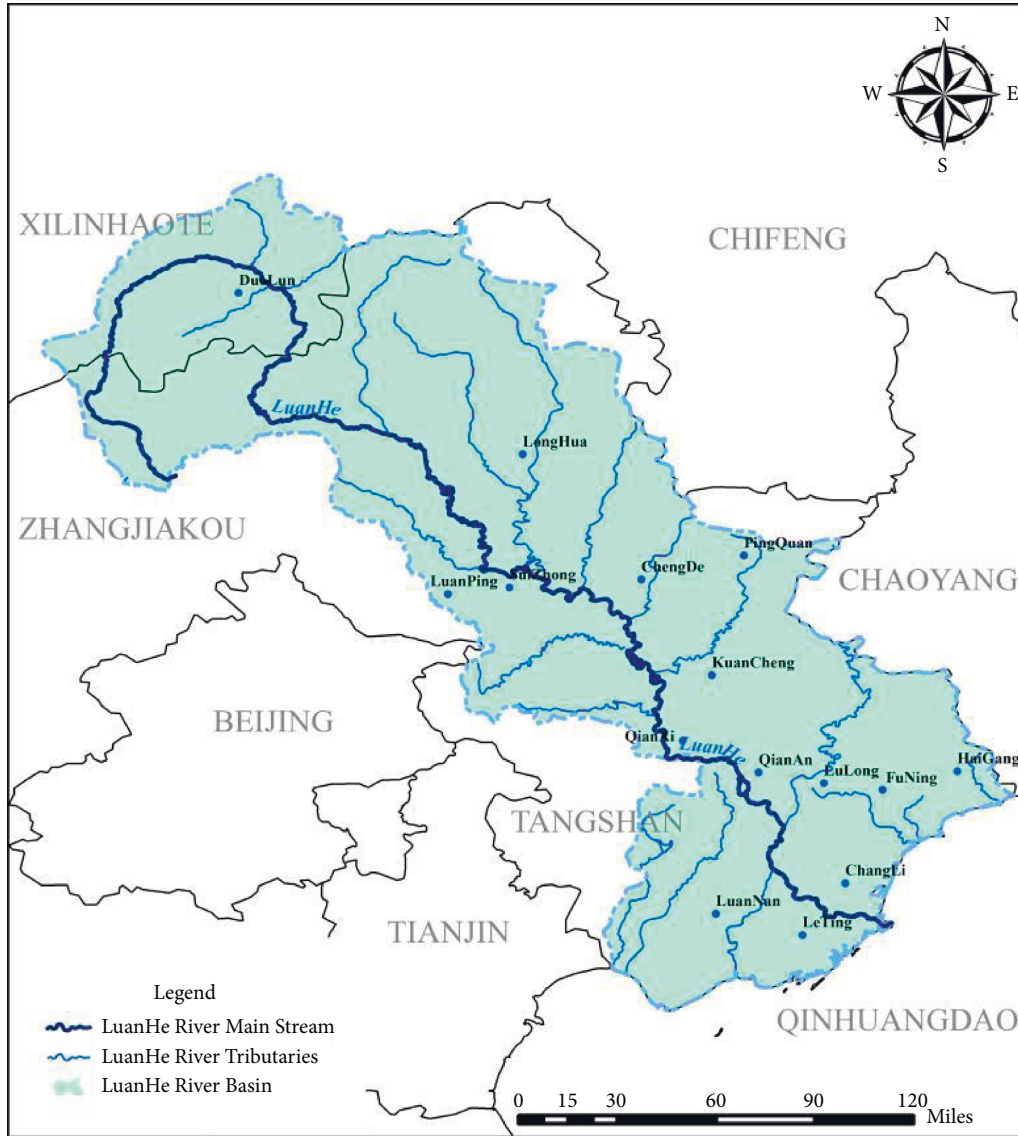 N
W E
S
XILINHAOTE
CHIFENG
DuoLun
LuanHe
LongHua
ZHANGJIAKOU
PingQuan
ChengDe
LuanPing
CHAOYANG
KuanCheng
BEIJING
QianXi
LuanHe
QianAn
HaiGang
FuNing
TANGSHAN
ChangLi
LuanNan
LeTing
TIANJIN
QINHUANGDAO
Legend
LuanHe River Main Stream
LuanHe River Tributaries
LuanHe River Basin
0 15 30 60 90 120
Miles